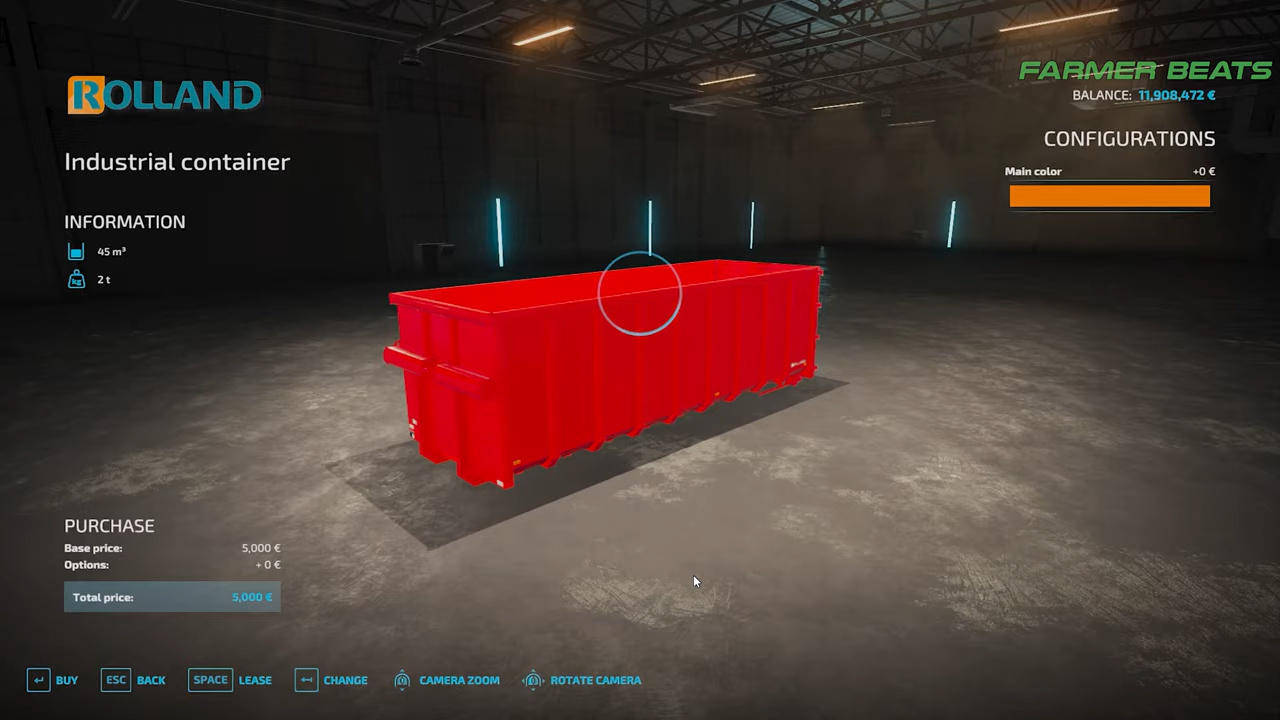 ROLLAND
Industrial container
INFORMATION
45 m³
kg
2 t
FARMER BEATS
BALANCE: 11,908,472 €
CONFIGURATIONS
Main color +0 €
PURCHASE
Base price: 5,000 €
Options: + 0 €
Total price: 5,000 €
↵ BUY ESC BACK SPACE LEASE ⟷ CHANGE CAMERA ZOOM ROTATE CAMERA